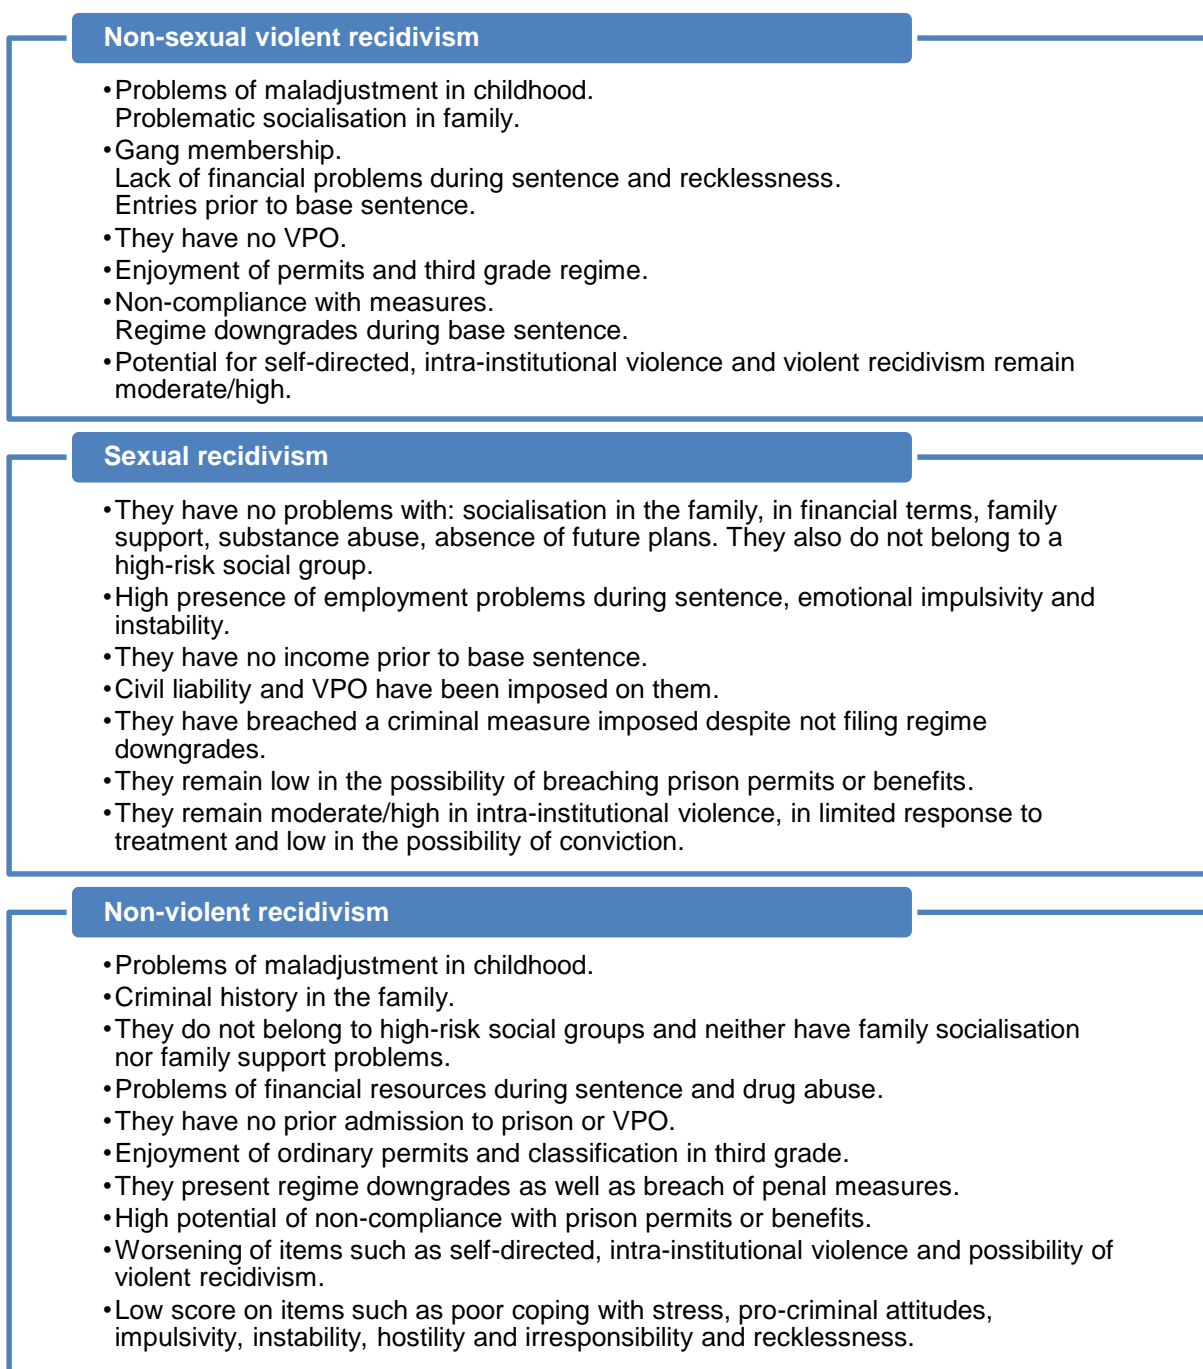 Non-sexual violent recidivism
•Problems of maladjustment in childhood.
Problematic socialisation in family.
•Gang membership.
Lack of financial problems during sentence and recklessness.
Entries prior to base sentence.
•They have no VPO.
•Enjoyment of permits and third grade regime.
•Non-compliance with measures.
Regime downgrades during base sentence.
•Potential for self-directed, intra-institutional violence and violent recidivism remain
moderate/high.
Sexual recidivism
•They have no problems with: socialisation in the family, in financial terms, family
support, substance abuse, absence of future plans. They also do not belong to a
high-risk social group.
•High presence of employment problems during sentence, emotional impulsivity and
instability.
•They have no income prior to base sentence.
•Civil liability and VPO have been imposed on them.
•They have breached a criminal measure imposed despite not filing regime
downgrades.
•They remain low in the possibility of breaching prison permits or benefits.
•They remain moderate/high in intra-institutional violence, in limited response to
treatment and low in the possibility of conviction.
Non-violent recidivism
•Problems of maladjustment in childhood.
•Criminal history in the family.
•They do not belong to high-risk social groups and neither have family socialisation
nor family support problems.
•Problems of financial resources during sentence and drug abuse.
•They have no prior admission to prison or VPO.
•Enjoyment of ordinary permits and classification in third grade.
•They present regime downgrades as well as breach of penal measures.
•High potential of non-compliance with prison permits or benefits.
•Worsening of items such as self-directed, intra-institutional violence and possibility of
violent recidivism.
•Low score on items such as poor coping with stress, pro-criminal attitudes,
impulsivity, instability, hostility and irresponsibility and recklessness.